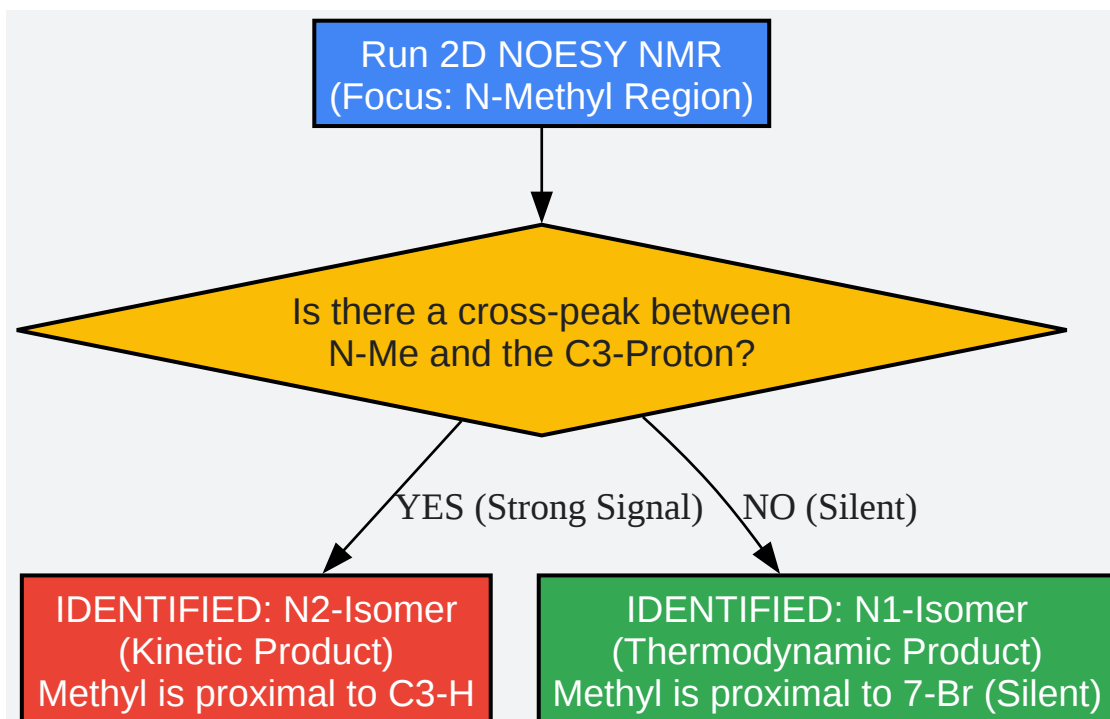 Run 2D NOESY NMR
(Focus: N-Methyl Region)
Is there a cross-peak between
N-Me and the C3-Proton?
YES (Strong Signal)
NO (Silent)
IDENTIFIED: N2-Isomer
(Kinetic Product)
Methyl is proximal to C3-H
IDENTIFIED: N1-Isomer
(Thermodynamic Product)
Methyl is proximal to 7-Br (Silent)